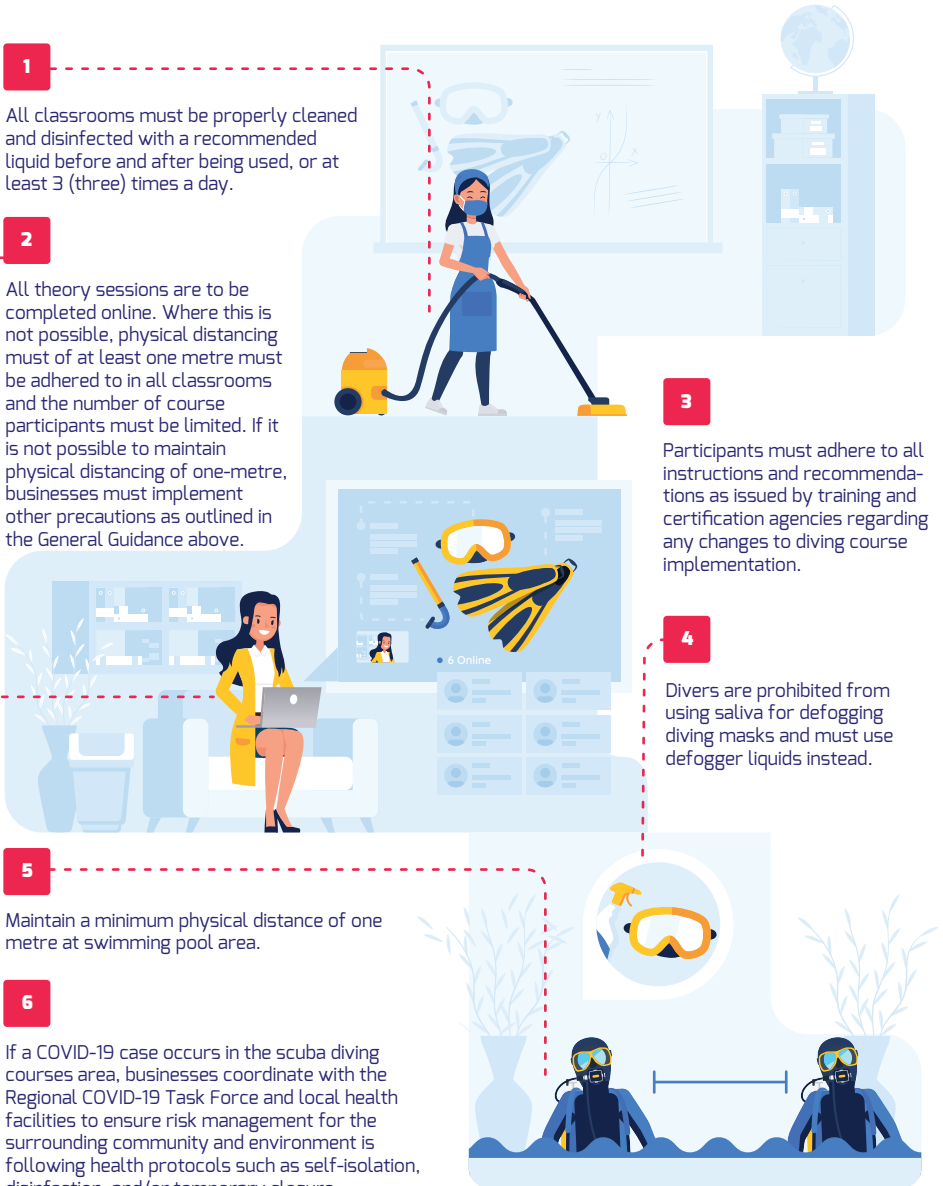 1
All classrooms must be properly cleaned
and disinfected with a recommended
liquid before and after being used, or at
least 3 (three) times a day.
2
All theory sessions are to be
completed online. Where this is
not possible, physical distancing
must of at least one metre must
be adhered to in all classrooms
and the number of course
participants must be limited. If it
is not possible to maintain
physical distancing of one-metre,
businesses must implement
other precautions as outlined in
the General Guidance above.
y
x
o
3
Participants must adhere to all
instructions and recommenda-
tions as issued by training and
certification agencies regarding
any changes to diving course
implementation.
6 Online
4
Divers are prohibited from
using saliva for defogging
diving masks and must use
defogger liquids instead.
5
Maintain a minimum physical distance of one
metre at swimming pool area.
6
If a COVID-19 case occurs in the scuba diving
courses area, businesses coordinate with the
Regional COVID-19 Task Force and local health
facilities to ensure risk management for the
surrounding community and environment is
following health protocols such as self-isolation,
disinfection, and/or temporary closure